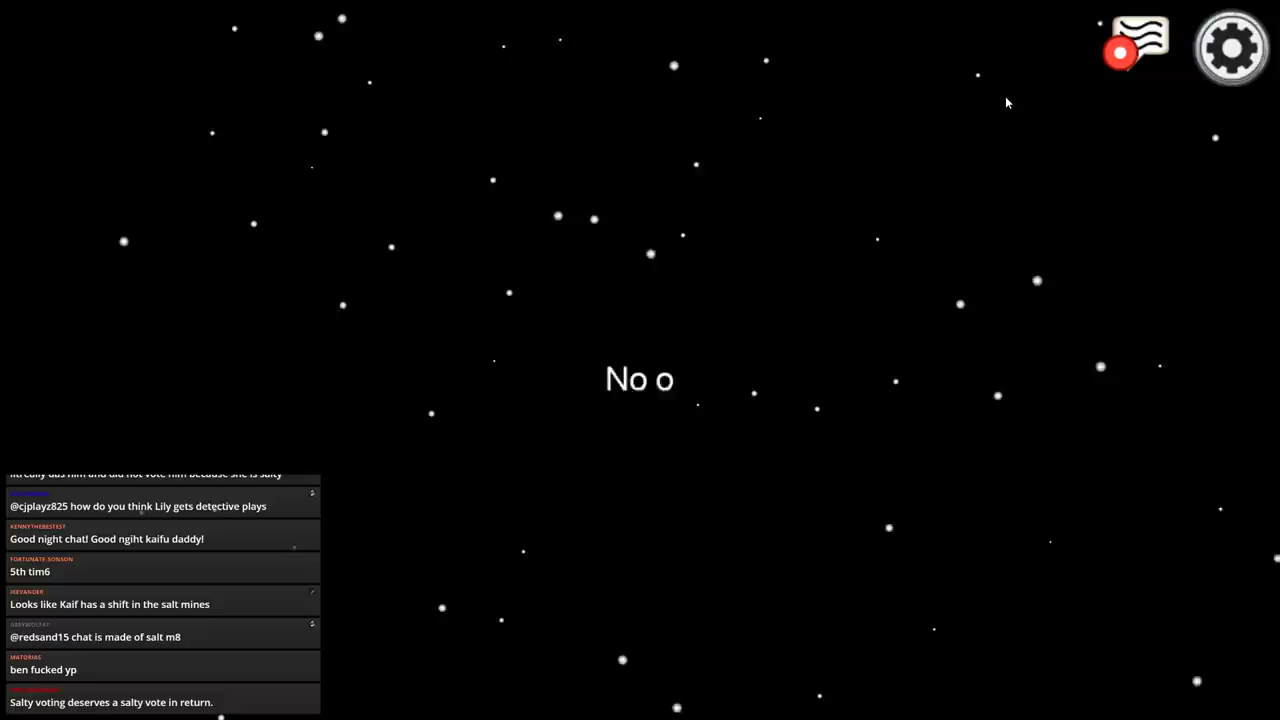 No o
@cjplayz825 how do you think Lily gets detective plays
KENNYTHEBESTEST
Good night chat! Good ngiht kaifu daddy!
FORTUNATE_SONSON
5th tim6
IXEVANDER
Looks like Kaif has a shift in the salt mines
@redsand15 chat is made of salt m8
MATORIAS
ben fucked yp
Salty voting deserves a salty vote in return.